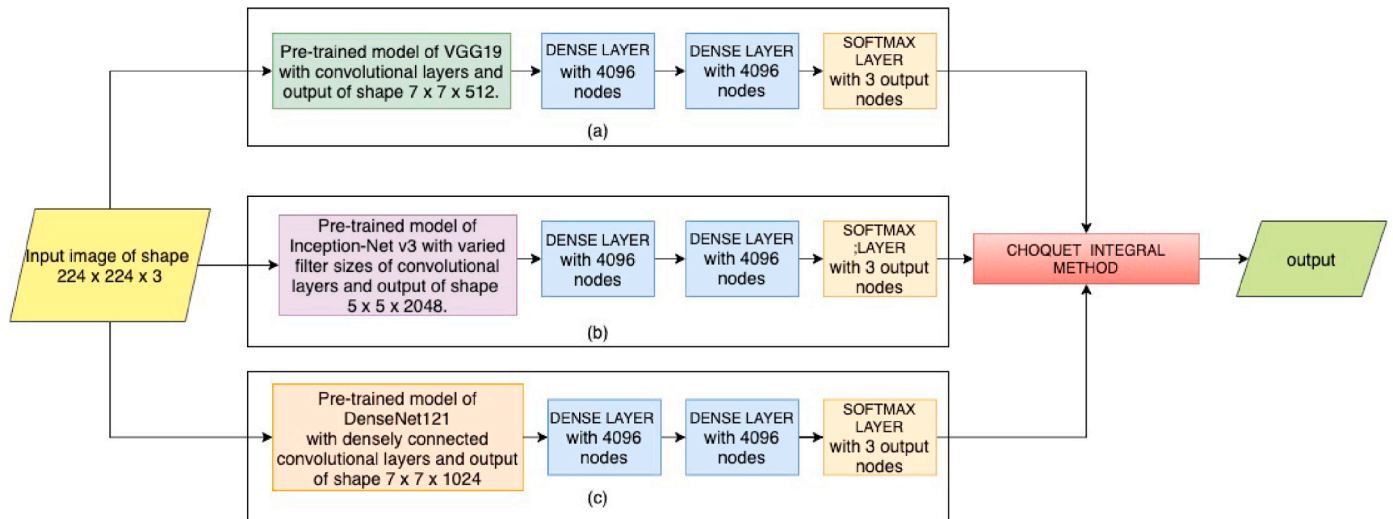 Input image of shape
224 x 224 x 3
Pre-trained model of VGG19
with convolutional layers and
output of shape 7 x 7 x 512.
DENSE LAYER
with 4096
nodes
DENSE LAYER
with 4096
nodes
SOFTMAX
LAYER
with 3 output
nodes
(a)
Pre-trained model of
Inception-Net v3 with varied
filter sizes of convolutional
layers and output of shape
5 x 5 x 2048.
DENSE LAYER
with 4096
nodes
DENSE LAYER
with 4096
nodes
SOFTMAX
;LAYER
with 3 output
nodes
(b)
Pre-trained model of
DenseNet121
with densely connected
convolutional layers and output
of shape 7 x 7 x 1024
DENSE LAYER
with 4096
nodes
DENSE LAYER
with 4096
nodes
SOFTMAX
LAYER
with 3 output
nodes
(c)
CHOQUET INTEGRAL
METHOD
output